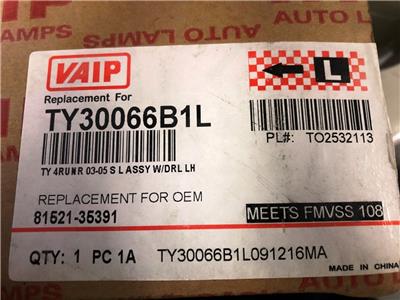 VAIP
AUTO LAMPS
VAIP
L
Replacement For
TY30066B1L
PL#: TO2532113
TY 4RUNR 03-05 S L ASSY W/DRL LH
REPLACEMENT FOR OEM
81521-35391
MEETS FMVSS 108
QTY: 1 PC 1A TY30066B1L091216MA
MADE IN CHINA